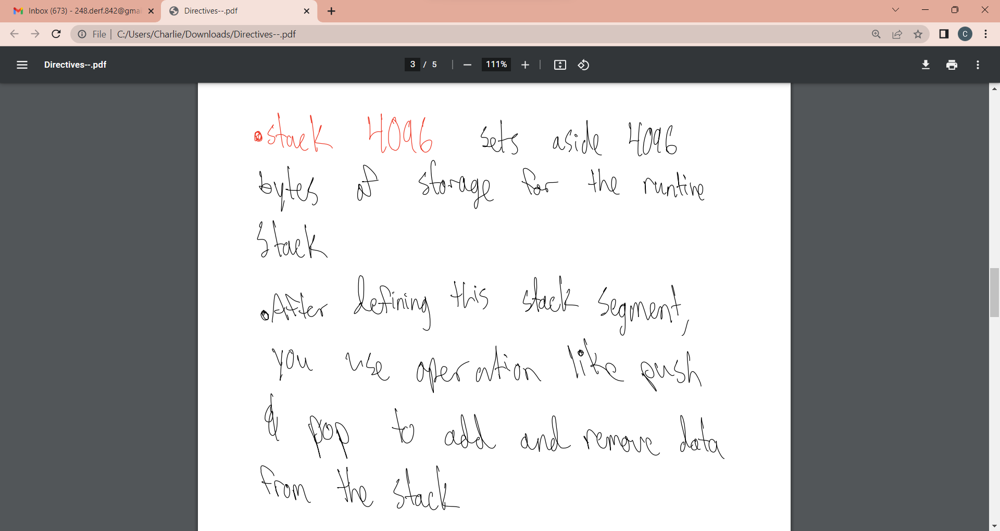 Inbox (673) - 248.derf.842@gmai
Directives--.pdf
File | C:/Users/Charlie/Downloads/Directives--.pdf
C
Directives--.pdf
3 / 5
111%
.stack 4096 sets aside 4096
bytes of storage for the runtime
Stack
.After defining this stack segment,
you use operation like push
& pop to add and remove data
from the stack